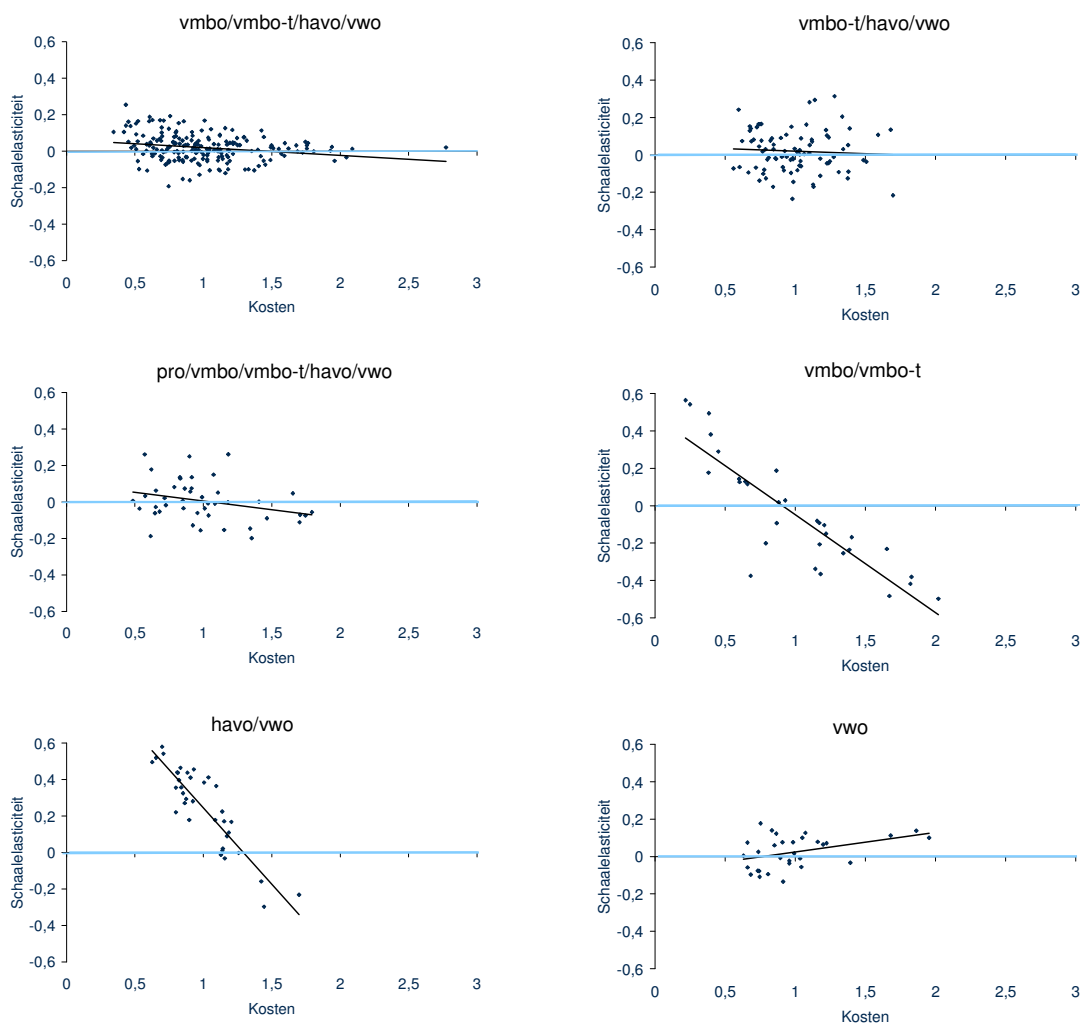 vmbo/vmbo-t/havo/vwo
Schaalelasticiteit
0,6
0,4
0,2
0
-0,2
-0,4
-0,6
0 0,5 1 1,5 2 2,5 3
Kosten
vmbo-t/havo/vwo
Schaalelasticiteit
0,6
0,4
0,2
0
-0,2
-0,4
-0,6
0 0,5 1 1,5 2 2,5 3
Kosten
pro/vmbo/vmbo-t/havo/vwo
Schaalelasticiteit
0,6
0,4
0,2
0
-0,2
-0,4
-0,6
0 0,5 1 1,5 2 2,5 3
Kosten
vmbo/vmbo-t
Schaalelasticiteit
0,6
0,4
0,2
0
-0,2
-0,4
-0,6
0 0,5 1 1,5 2 2,5 3
Kosten
havo/vwo
Schaalelasticiteit
0,6
0,4
0,2
0
-0,2
-0,4
-0,6
0 0,5 1 1,5 2 2,5 3
Kosten
vwo
Schaalelasticiteit
0,6
0,4
0,2
0
-0,2
-0,4
-0,6
0 0,5 1 1,5 2 2,5 3
Kosten